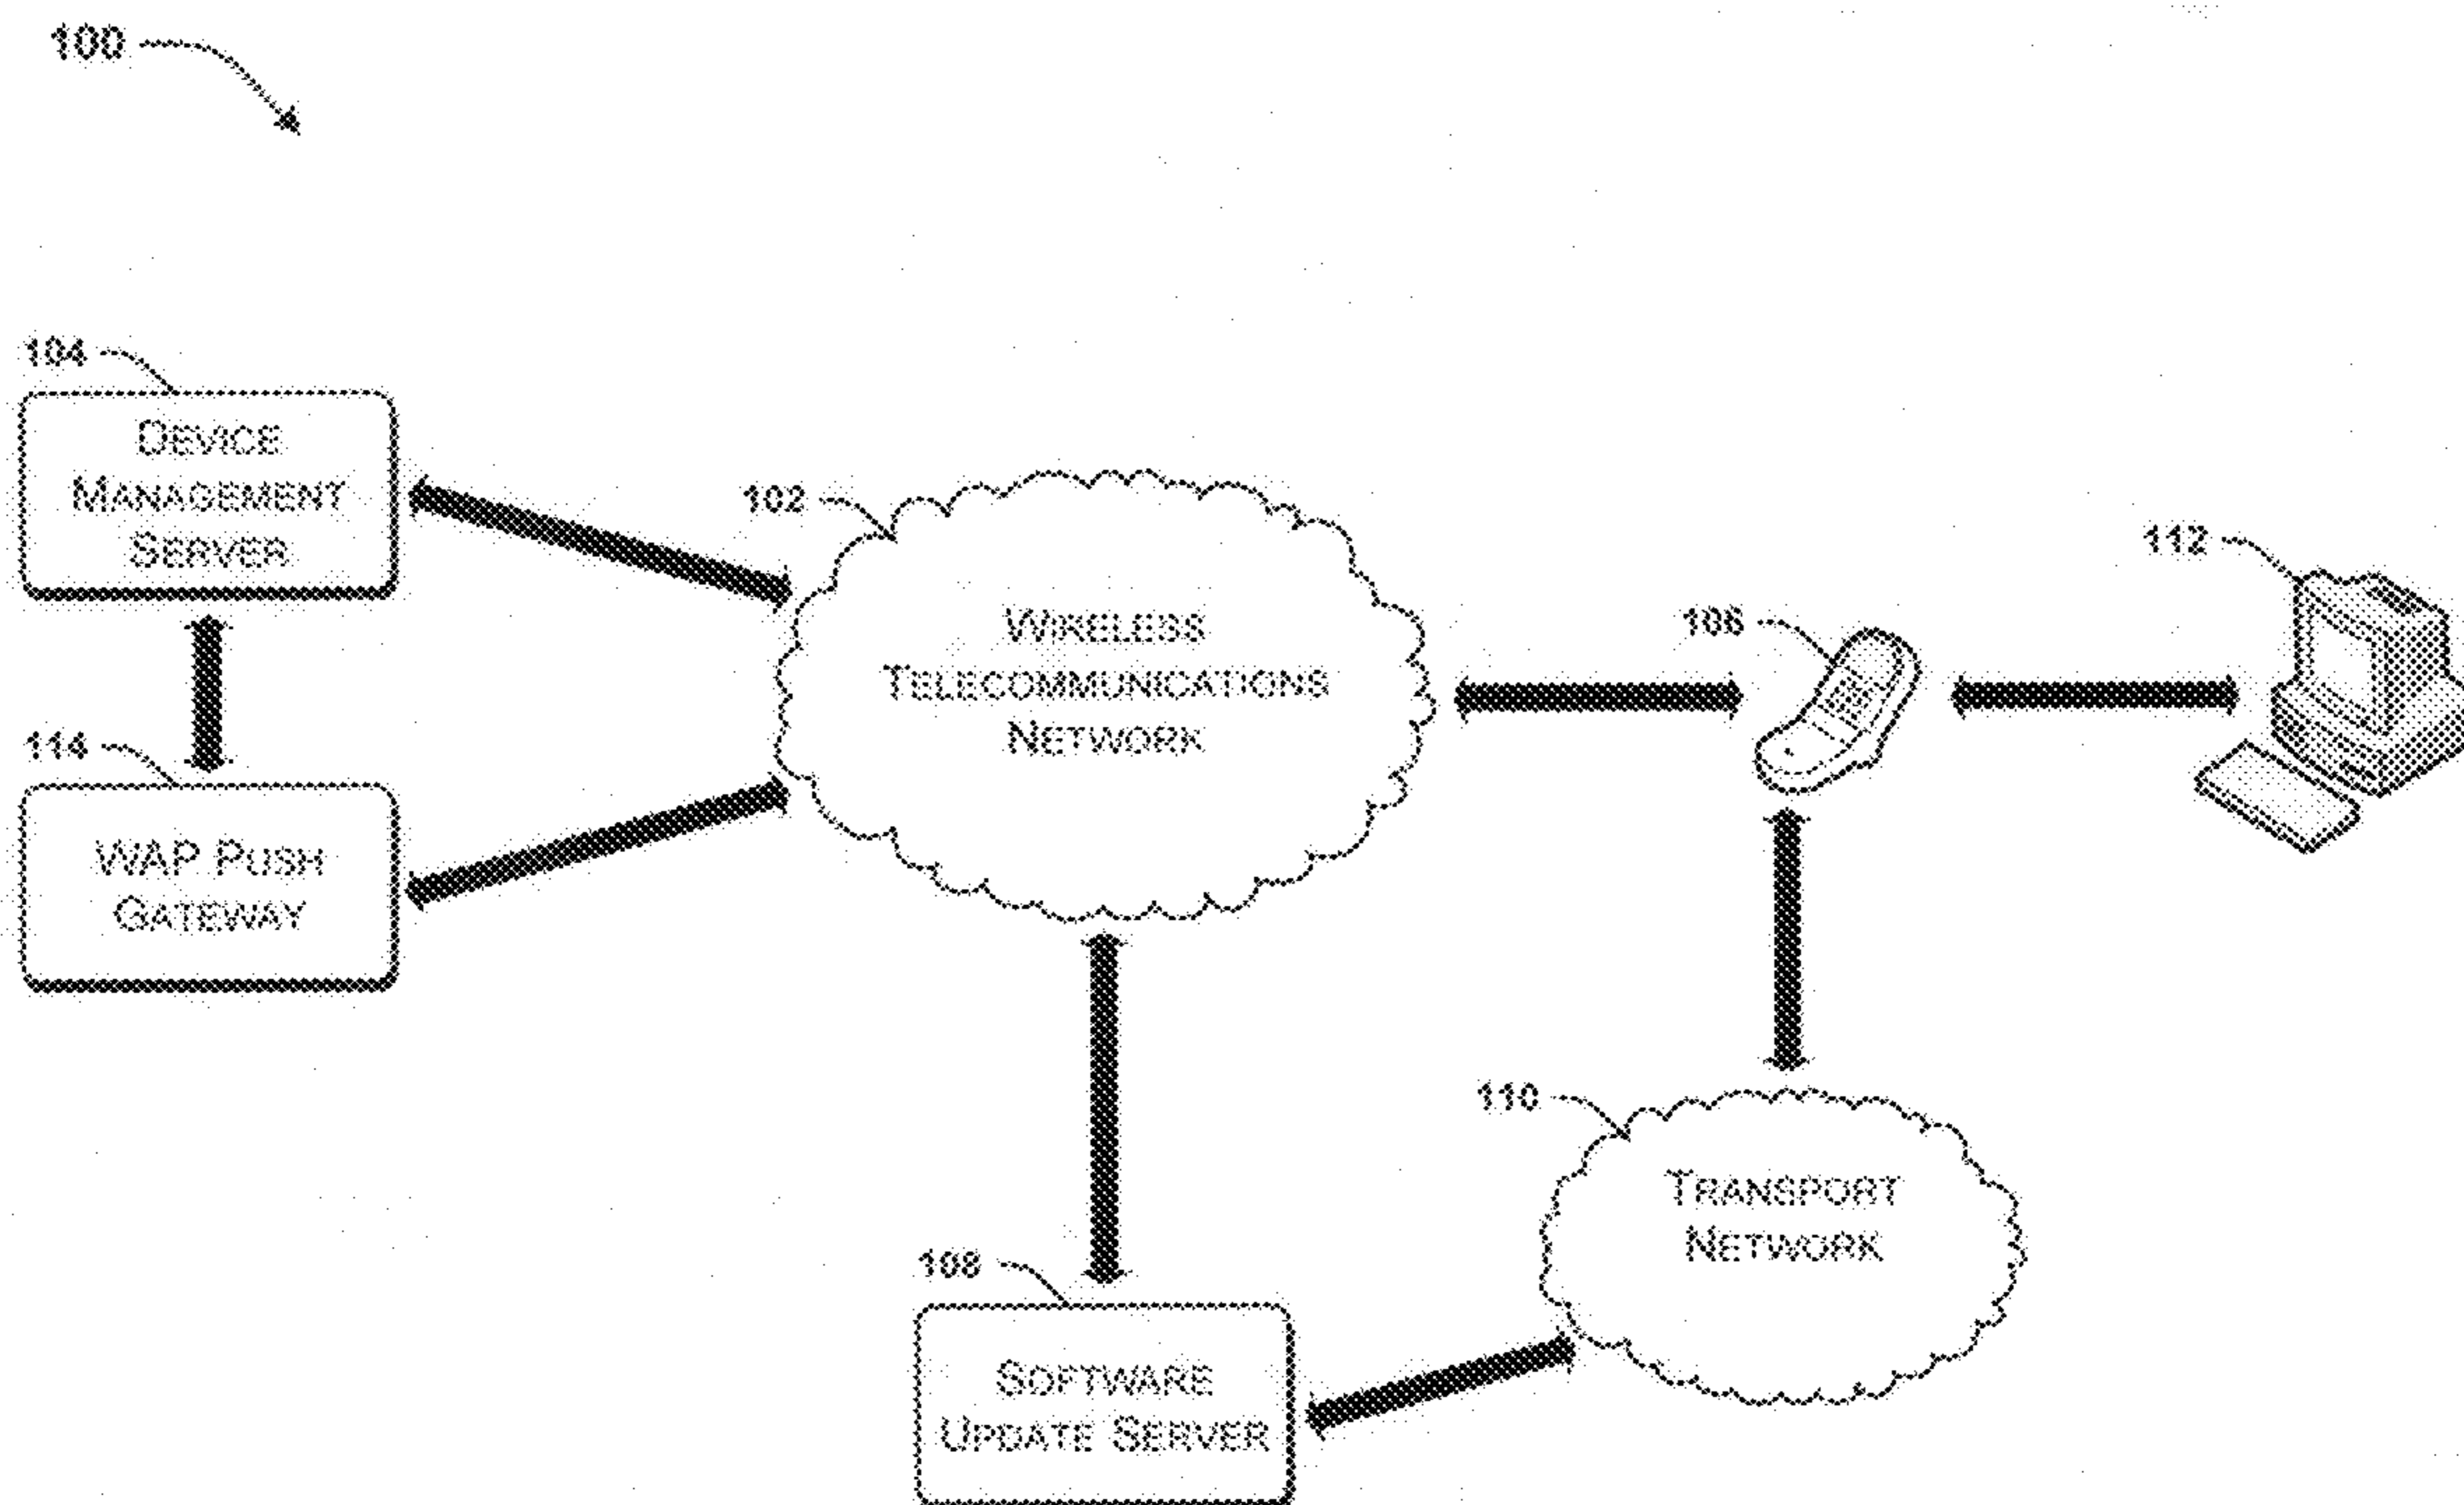 100
104
DEVICE
MANAGEMENT
SERVER
102
WIRELESS
TELECOMMUNICATIONS
NETWORK
106
112
114
WAP PUSH
GATEWAY
110
TRANSPORT
NETWORK
108
SOFTWARE
UPDATE SERVER